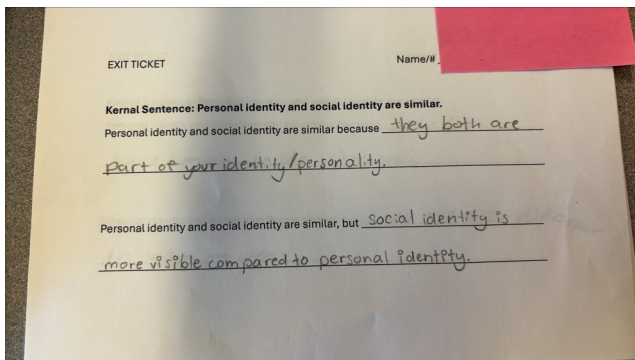 EXIT TICKET Name/#
Kernal Sentence: Personal identity and social identity are similar.
Personal identity and social identity are similar because they both are
part of your identity/personality.
Personal identity and social identity are similar, but social identity is
more visible compared to personal identity.